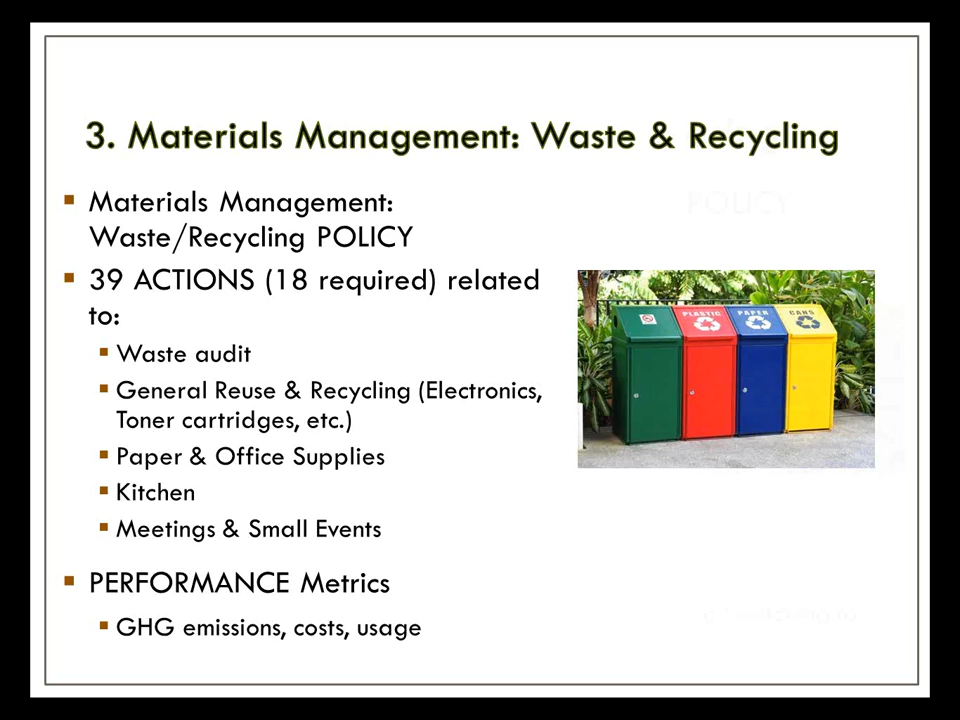 3. Materials Management: Waste & Recycling
▪ Materials Management:
Waste/Recycling POLICY
▪ 39 ACTIONS (18 required) related
to:
▪ Waste audit
▪ General Reuse & Recycling (Electronics,
Toner cartridges, etc.)
▪ Paper & Office Supplies
▪ Kitchen
▪ Meetings & Small Events
▪ PERFORMANCE Metrics
▪ GHG emissions, costs, usage
POLICY
PLASTIC
PAPER
CANS